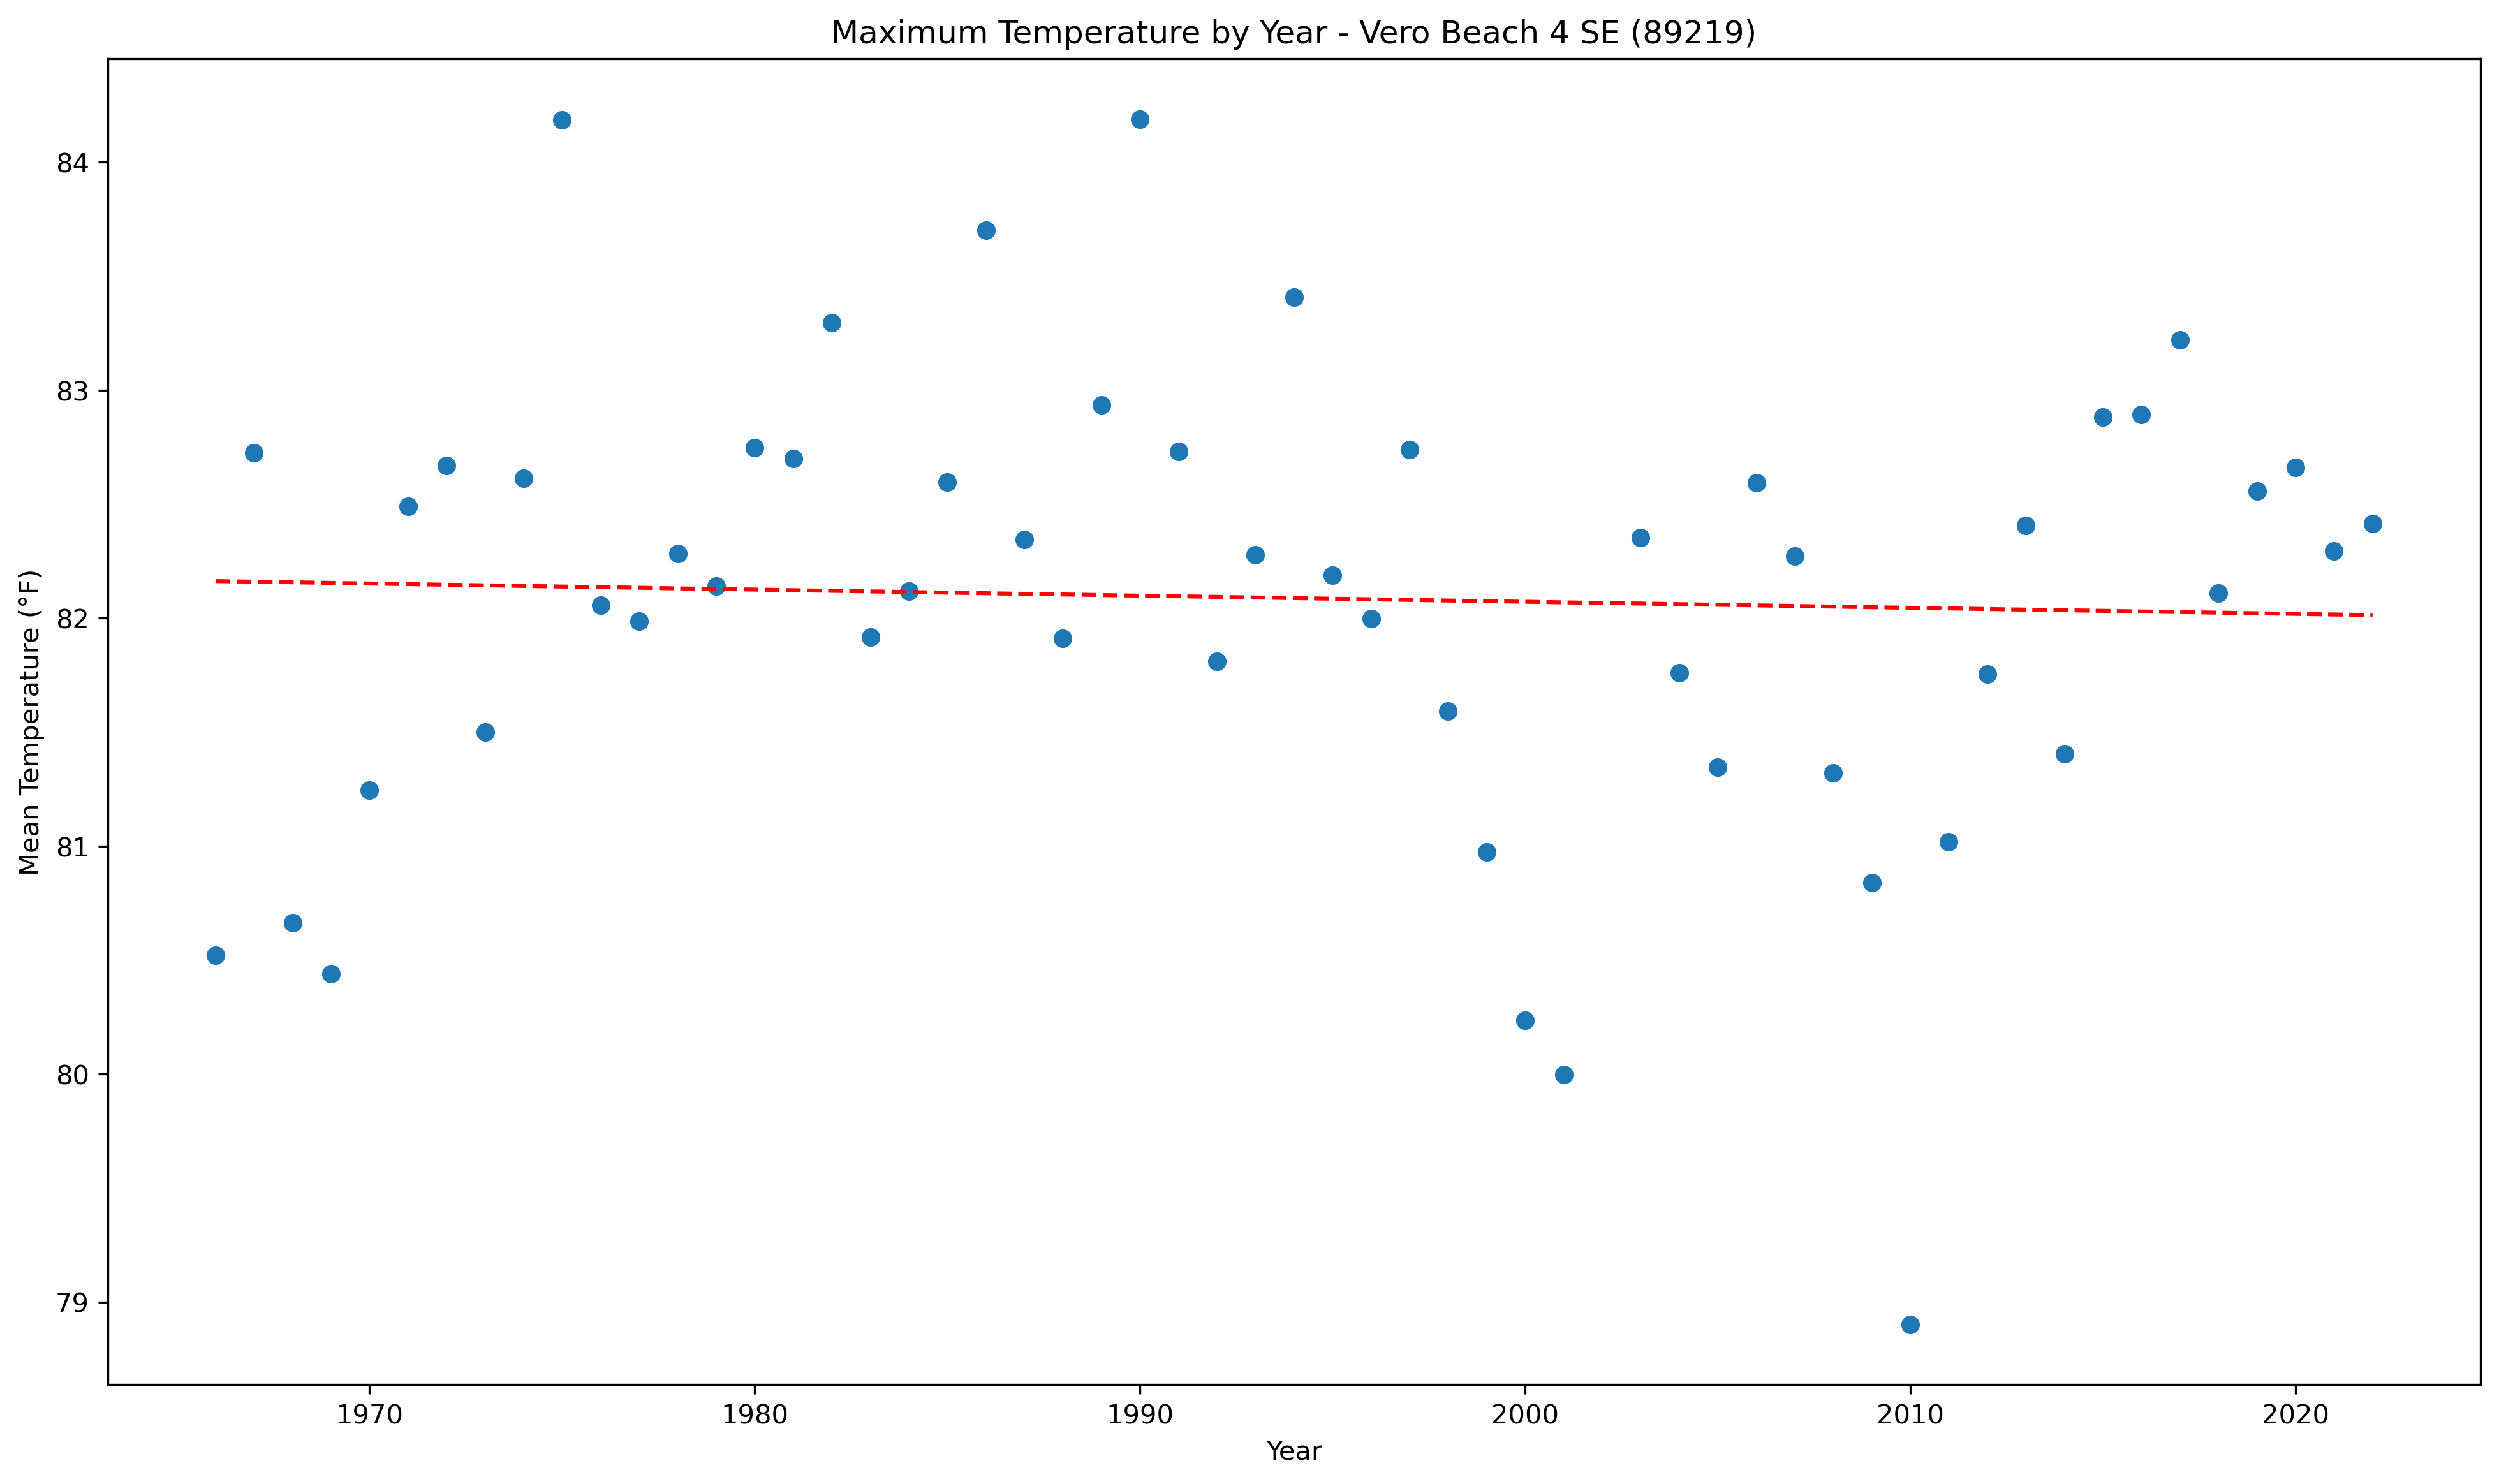 Maximum Temperature by Year - Vero Beach 4 SE (89219)
Mean Temperature (°F)
84
83
82
81
80
79
1970 1980 1990 2000 2010 2020
Year